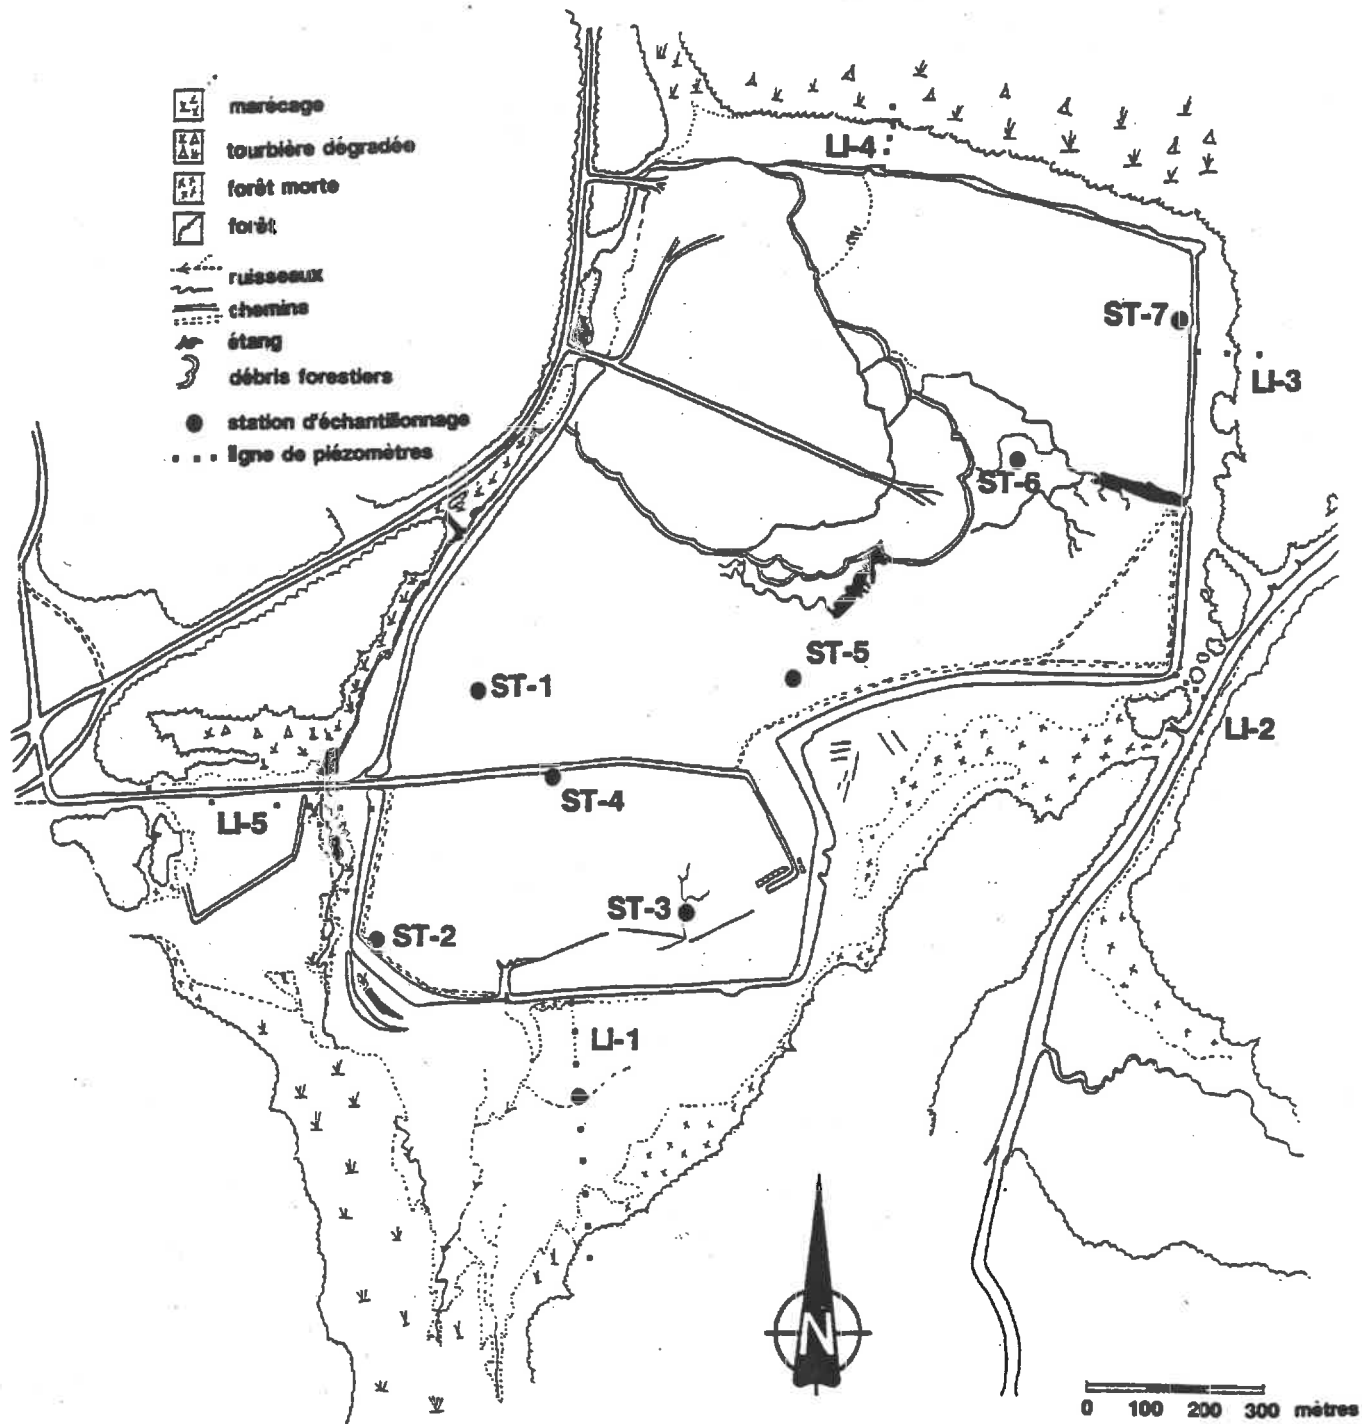 marécage
tourbière dégradée
forêt morte
forêt
ruisseaux
chemins
étang
débris forestiers
station d'échantillonnage
ligne de piézomètres
LI-4
ST-7
LI-3
ST-6
ST-5
ST-1
LI-2
ST-4
LI-5
ST-3
ST-2
LI-1
N
0 100 200 300 mètres